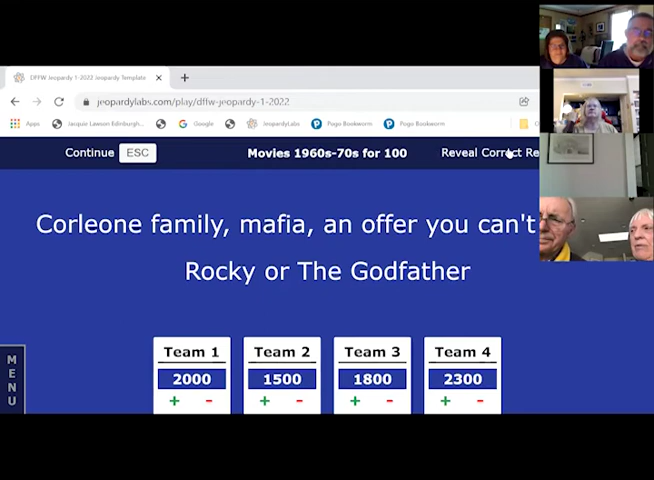 DFFW Jeopardy 1-2022 Jeopardy Template
jeopardylabs.com/play/dffw-jeopardy-1-2022
Apps Jacquie Lawson Edinburgh... Google JeopardyLabs Pogo Bookworm Pogo Bookworm
Continue ESC Movies 1960s-70s for 100 Reveal Correct Re
Corleone family, mafia, an offer you can't
Rocky or The Godfather
MENU
Team 1 Team 2 Team 3 Team 4
2000 1500 1800 2300
+ - + - + - + -